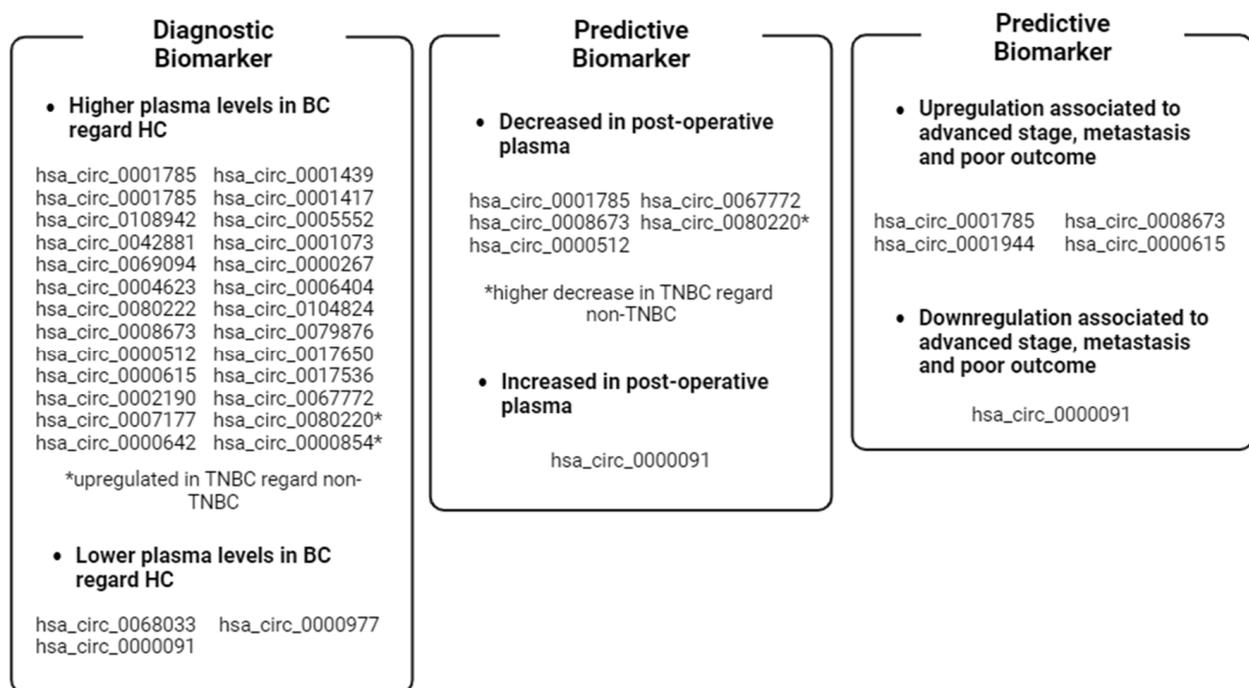 Diagnostic
Biomarker
• Higher plasma levels in BC
regard HC
hsa_circ_0001785 hsa_circ_0001439
hsa_circ_0001785 hsa_circ_0001417
hsa_circ_0108942 hsa_circ_0005552
hsa_circ_0042881 hsa_circ_0001073
hsa_circ_0069094 hsa_circ_0000267
hsa_circ_0004623 hsa_circ_0006404
hsa_circ_0080222 hsa_circ_0104824
hsa_circ_0008673 hsa_circ_0079876
hsa_circ_0000512 hsa_circ_0017650
hsa_circ_0000615 hsa_circ_0017536
hsa_circ_0002190 hsa_circ_0067772
hsa_circ_0007177 hsa_circ_0080220*
hsa_circ_0000642 hsa_circ_0000854*
*upregulated in TNBC regard non-
TNBC
• Lower plasma levels in BC
regard HC
hsa_circ_0068033 hsa_circ_0000977
hsa_circ_0000091
Predictive
Biomarker
• Decreased in post-operative
plasma
hsa_circ_0001785 hsa_circ_0067772
hsa_circ_0008673 hsa_circ_0080220*
hsa_circ_0000512
*higher decrease in TNBC regard
non-TNBC
• Increased in post-operative
plasma
hsa_circ_0000091
Predictive
Biomarker
• Upregulation associated to
advanced stage, metastasis
and poor outcome
hsa_circ_0001785 hsa_circ_0008673
hsa_circ_0001944 hsa_circ_0000615
• Downregulation associated to
advanced stage, metastasis
and poor outcome
hsa_circ_0000091